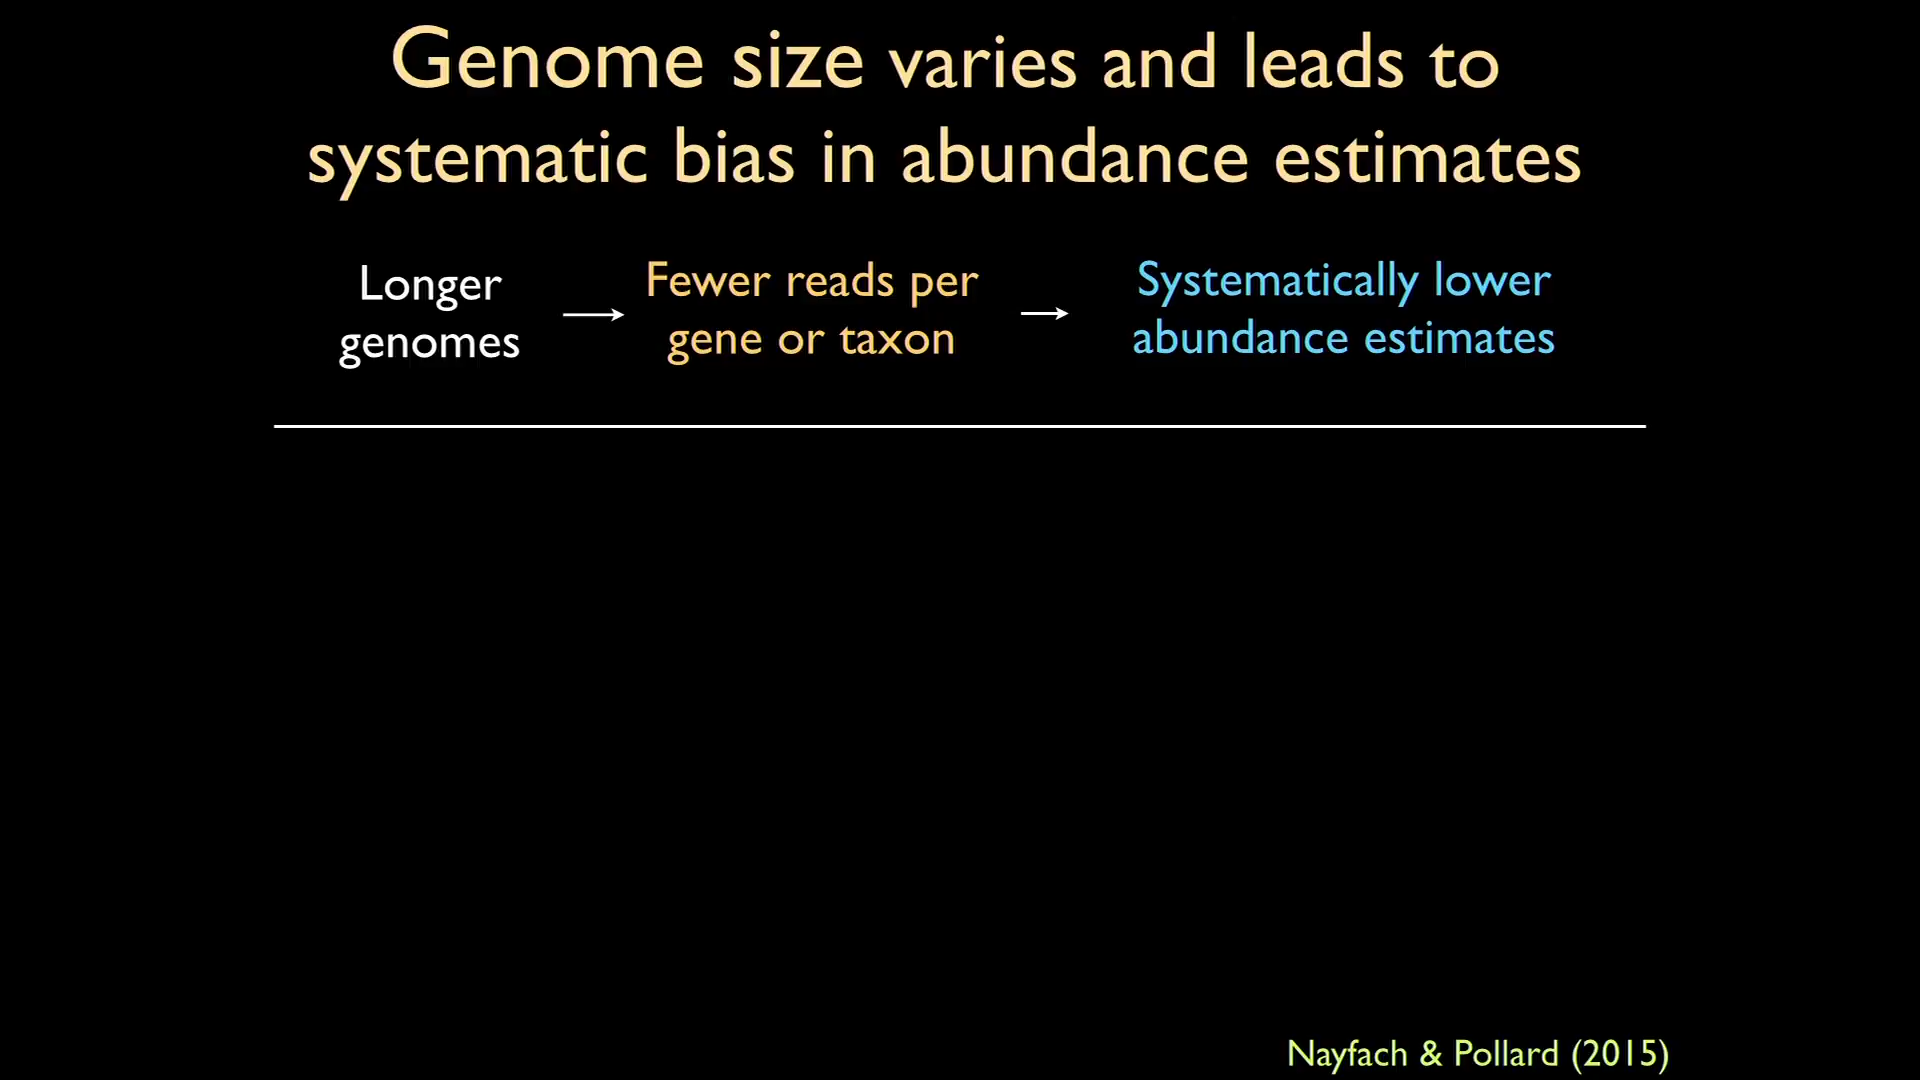 Genome size varies and leads to
systematic bias in abundance estimates
Longer
genomes
Fewer reads per
gene or taxon
Systematically lower
abundance estimates
Nayfach & Pollard (2015)